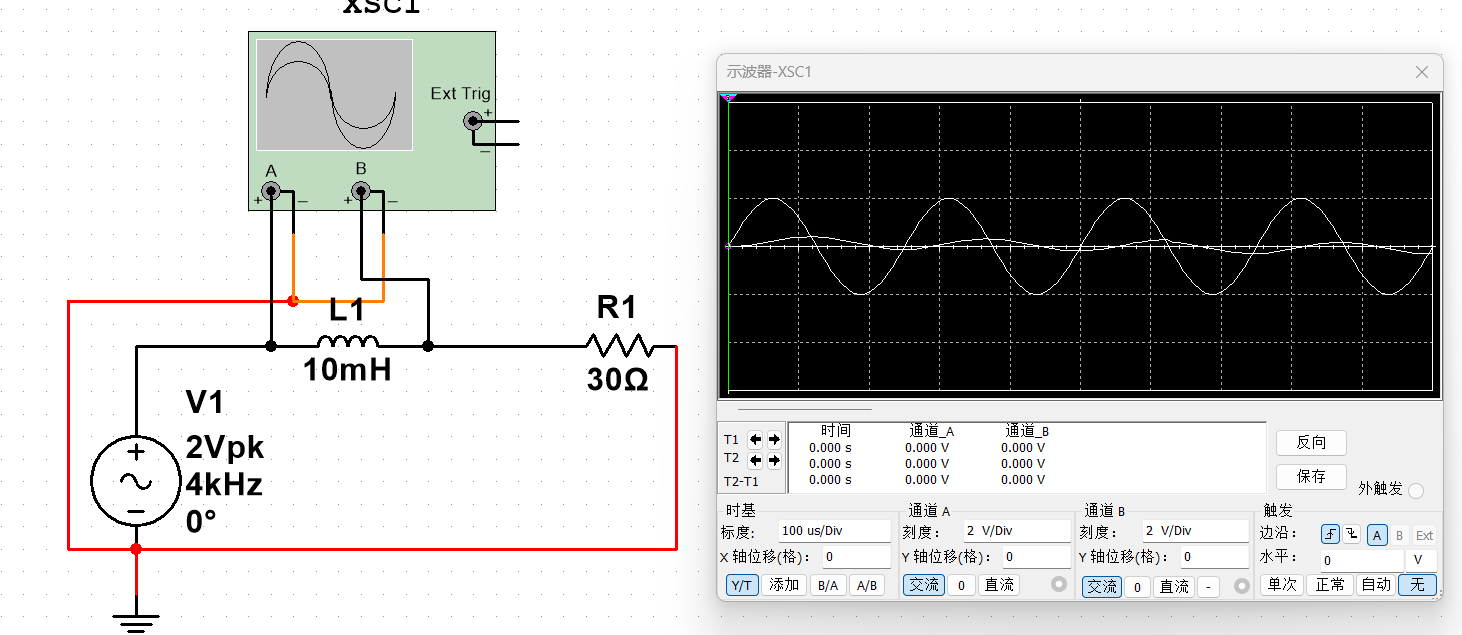 XSC1
Ext Trig
+
−
A
B
+ −
+ −
L1
10mH
R1
30Ω
V1
2Vpk
4kHz
0°
示波器-XSC1
时间 通道_A 通道_B
T1 0.000 s 0.000 V 0.000 V
T2 0.000 s 0.000 V 0.000 V
T2-T1 0.000 s 0.000 V 0.000 V
反向
保存
外触发
时基
标度: 100 us/Div
X 轴位移(格): 0
Y/T 添加 B/A A/B
通道 A
刻度: 2 V/Div
Y 轴位移(格): 0
交流 0 直流
通道 B
刻度: 2 V/Div
Y 轴位移(格): 0
交流 0 直流 -
触发
边沿: A B Ext
水平: 0 V
单次 正常 自动 无